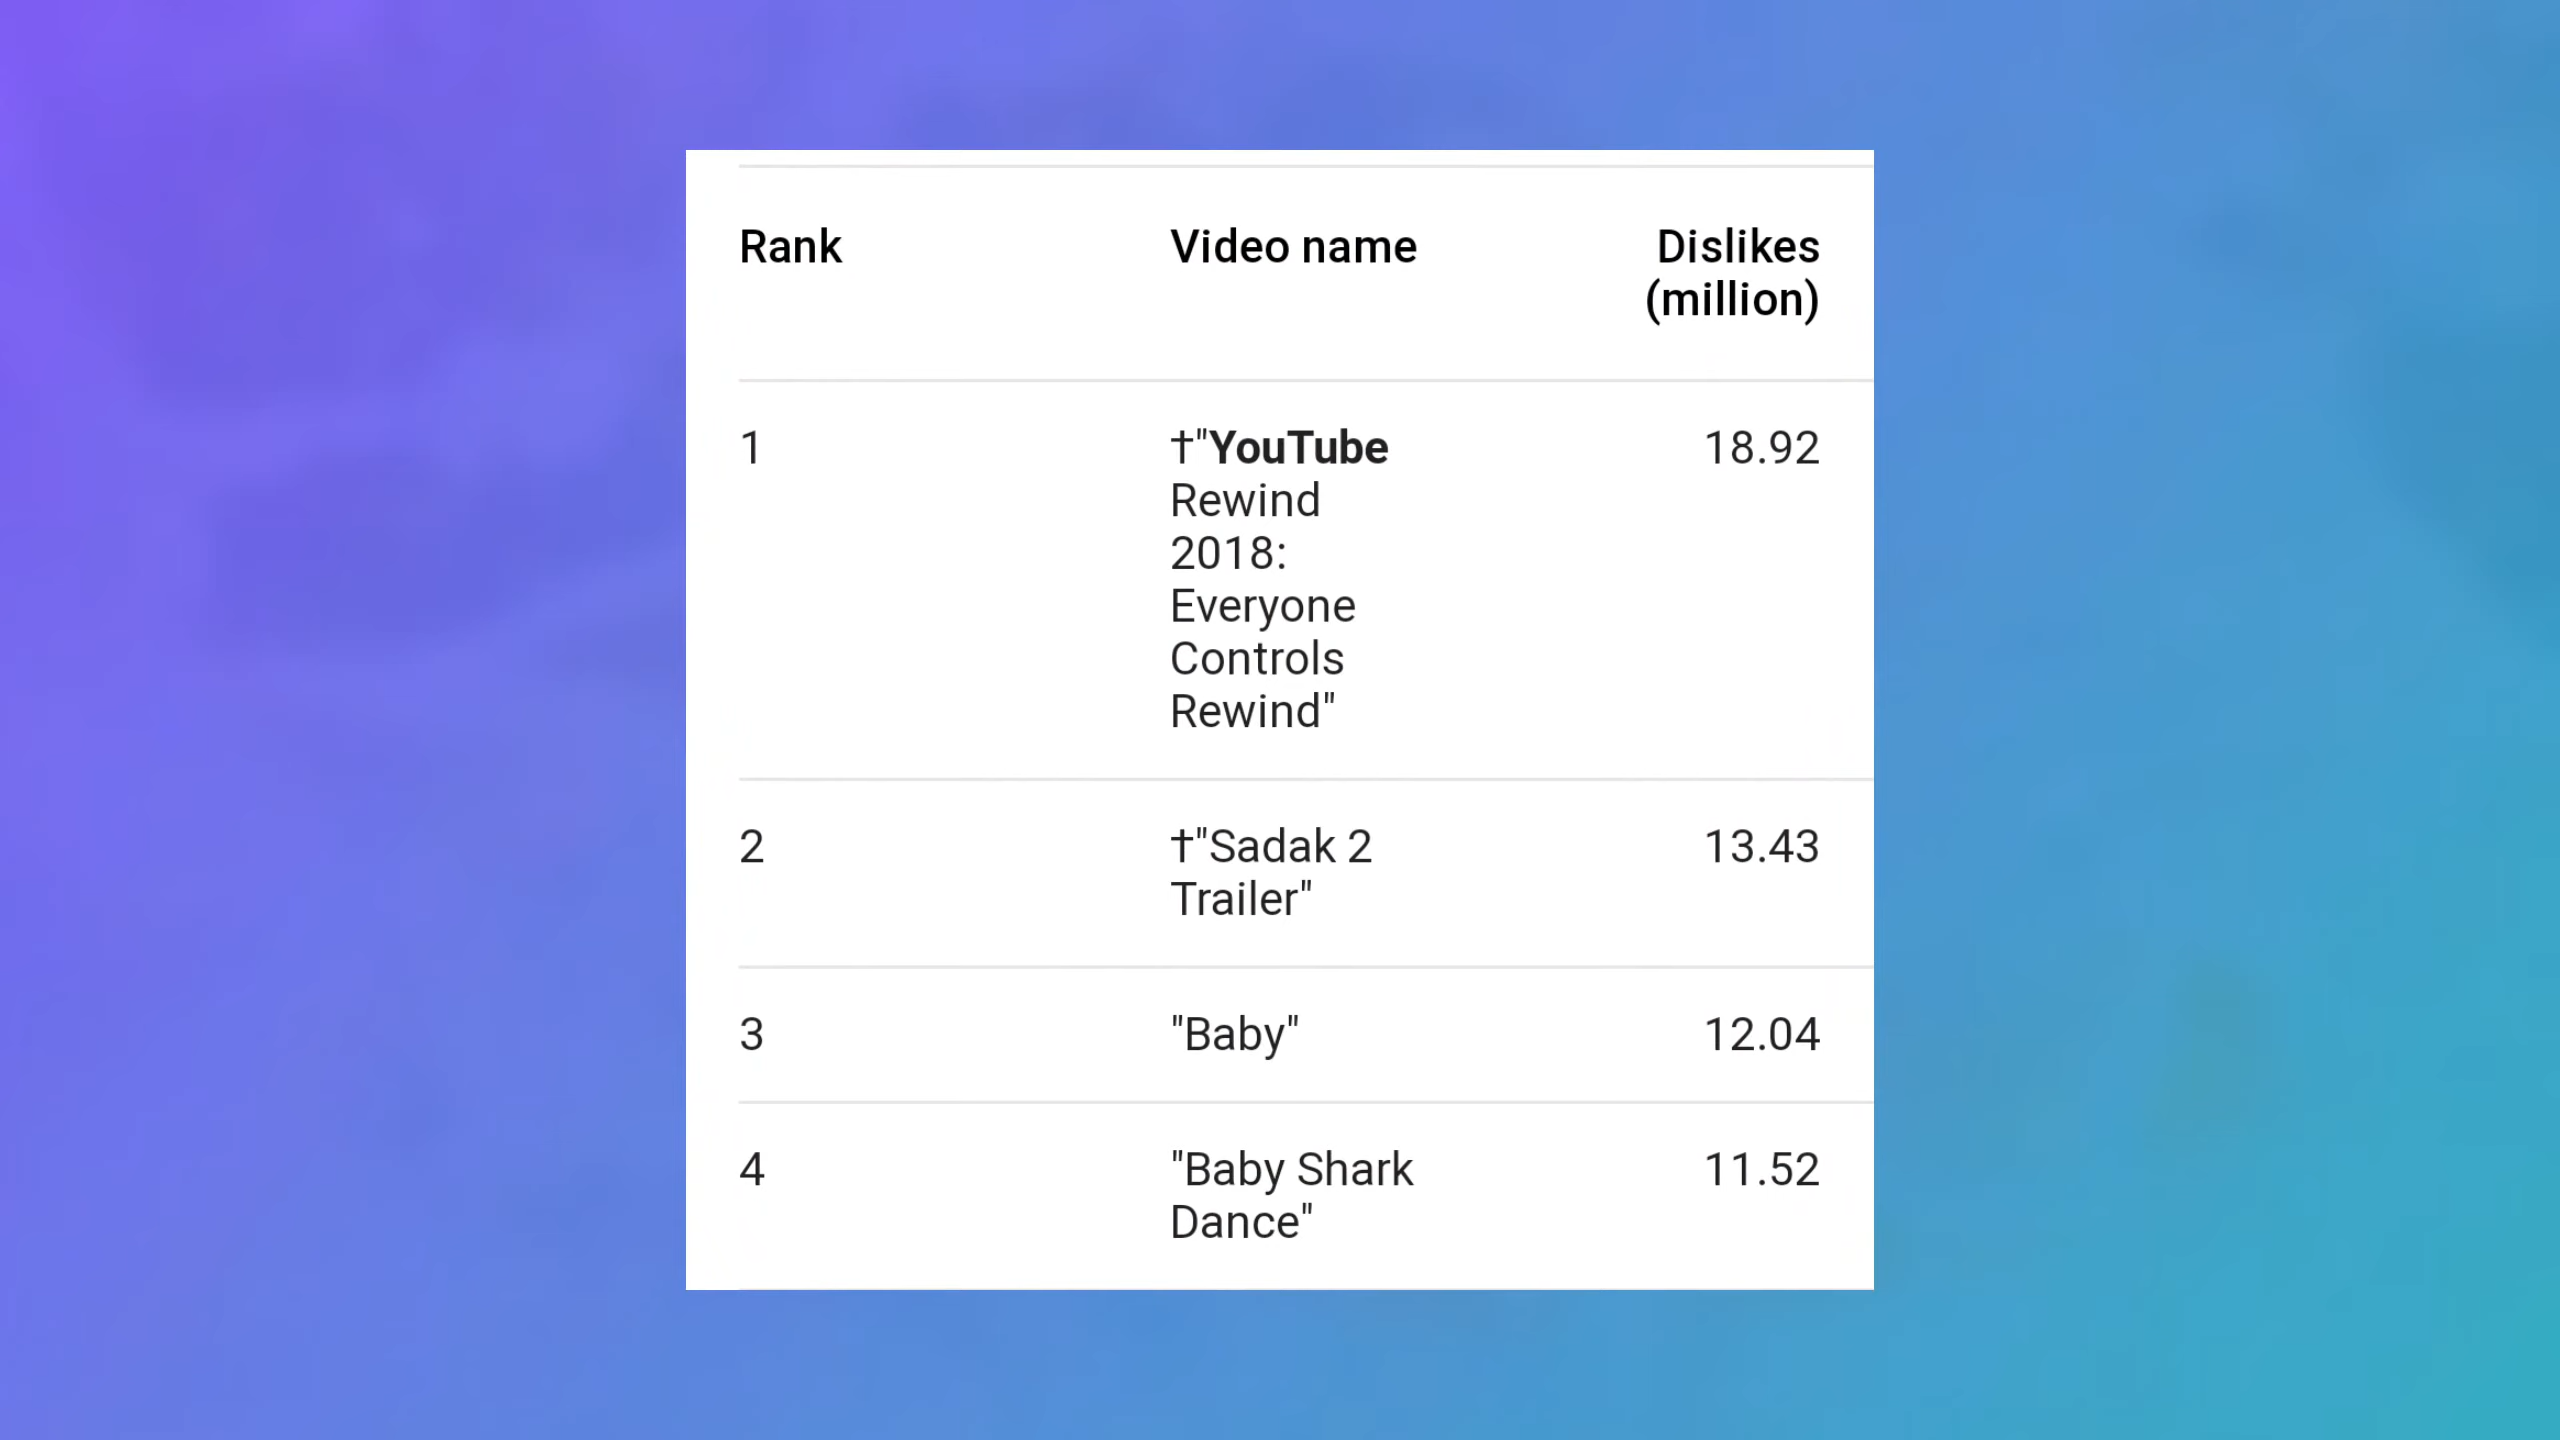 Rank Video name Dislikes
(million)
1 †"YouTube 18.92
Rewind
2018:
Everyone
Controls
Rewind"
2 †"Sadak 2 13.43
Trailer"
3 "Baby" 12.04
4 "Baby Shark 11.52
Dance"